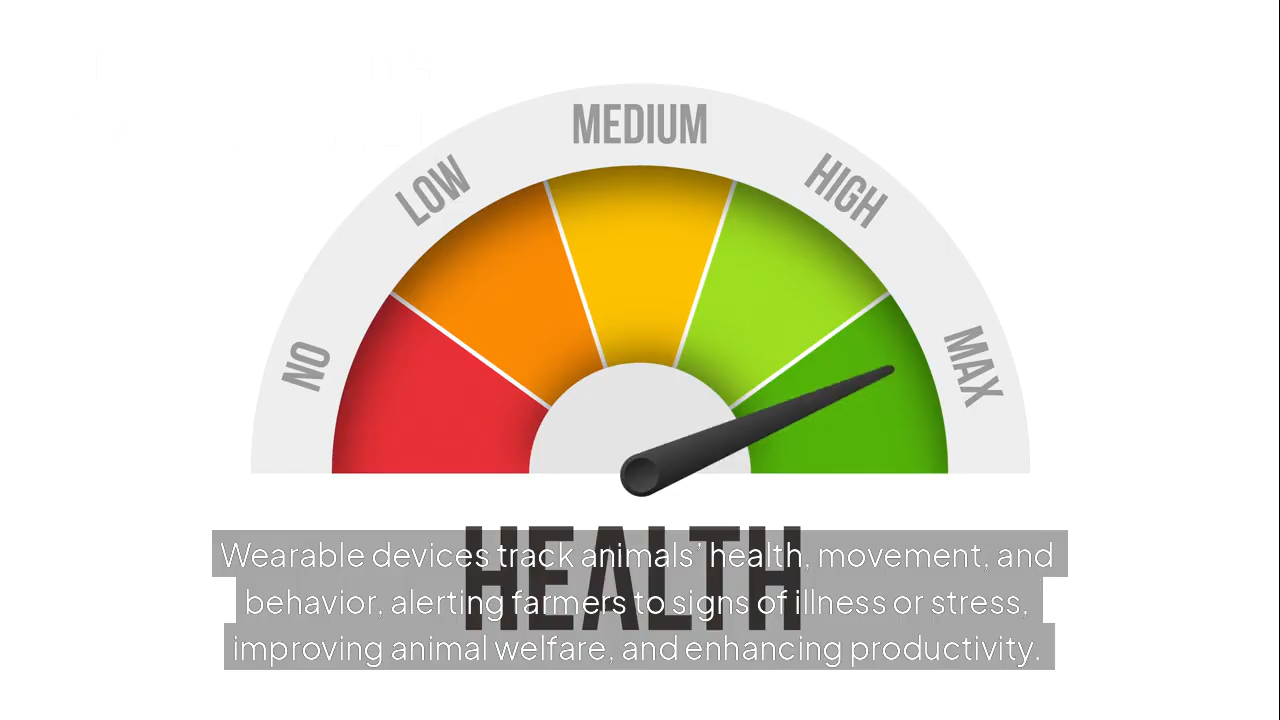 NO
LOW
MEDIUM
HIGH
MAX
HEALTH
Wearable devices track animals’ health, movement, and
behavior, alerting farmers to signs of illness or stress,
improving animal welfare, and enhancing productivity.